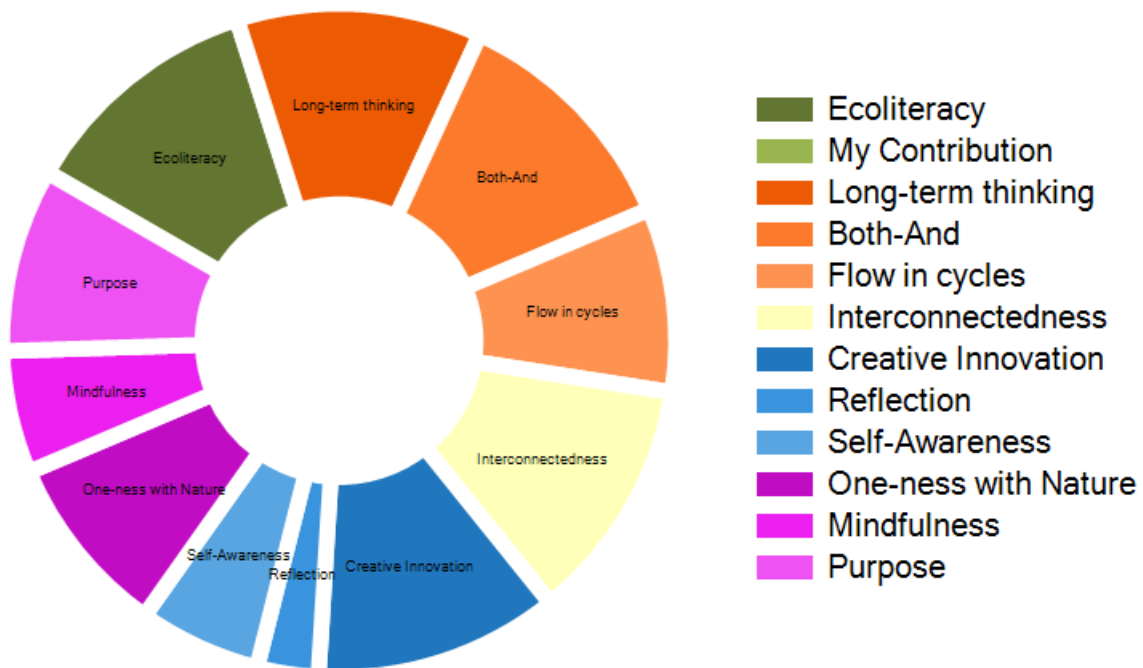 Long-term thinking
Both-And
Ecoliteracy
Purpose
Flow in cycles
Mindfulness
Interconnectedness
One-ness with Nature
Self-Awareness
Reflection
Creative Innovation
Ecoliteracy
My Contribution
Long-term thinking
Both-And
Flow in cycles
Interconnectedness
Creative Innovation
Reflection
Self-Awareness
One-ness with Nature
Mindfulness
Purpose